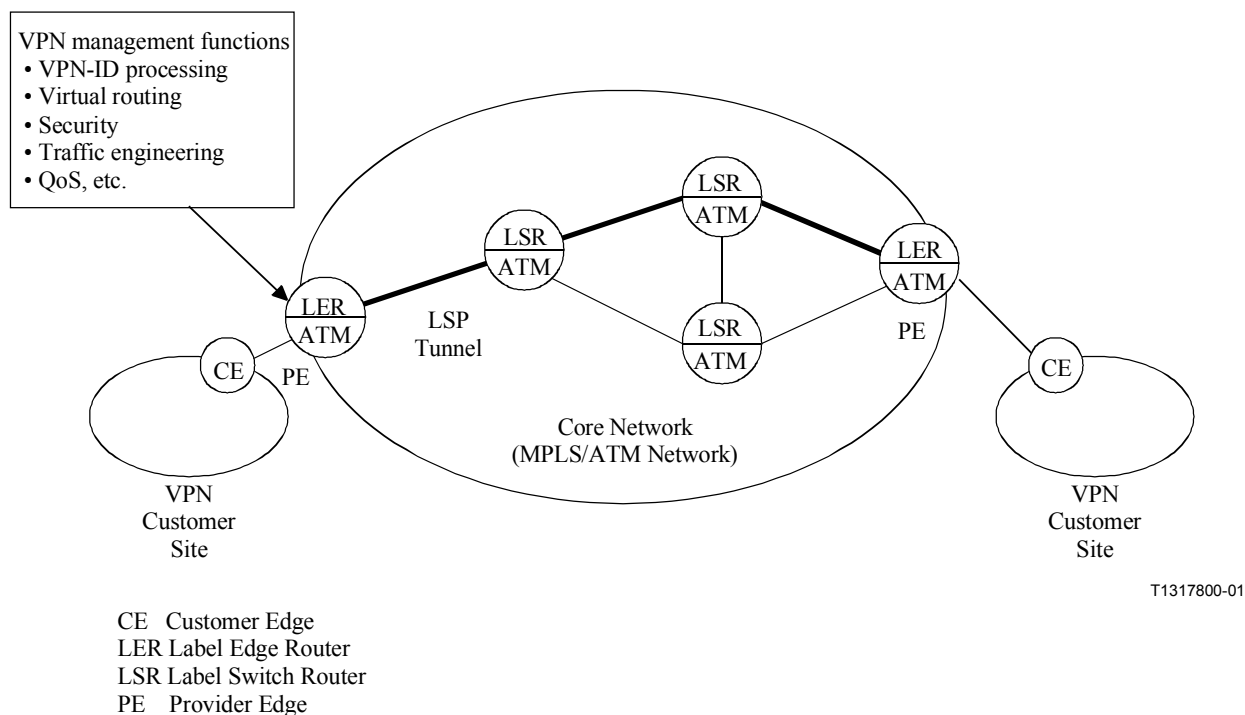 VPN management functions
• VPN-ID processing
• Virtual routing
• Security
• Traffic engineering
• QoS, etc.
LSR
ATM
LSR
ATM
LER
ATM
LER
ATM
LSR
ATM
LSP
Tunnel
PE
CE
PE
CE
Core Network
(MPLS/ATM Network)
VPN
Customer
Site
VPN
Customer
Site
T1317800-01
CE Customer Edge
LER Label Edge Router
LSR Label Switch Router
PE Provider Edge